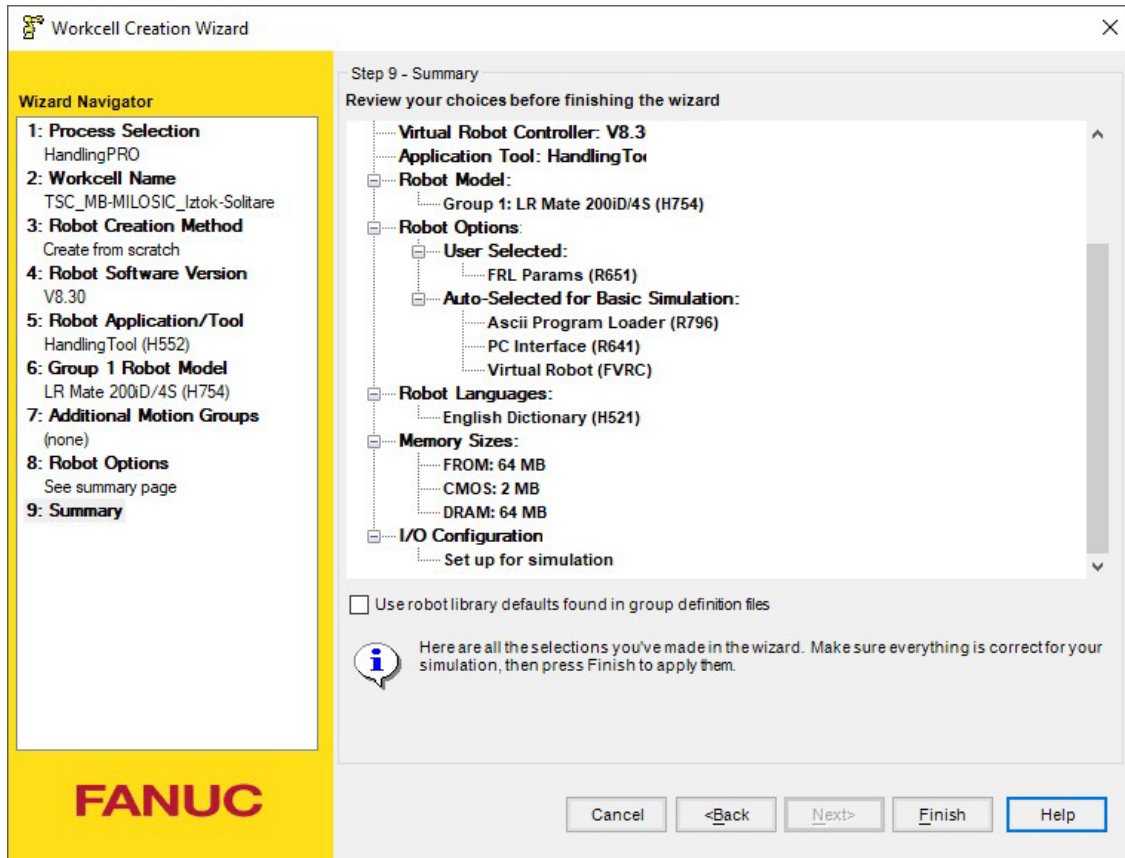 Workcell Creation Wizard
Wizard Navigator
1: Process Selection
HandlingPRO
2: Workcell Name
TSC_MB-MILOSIC_Iztok-Solitare
3: Robot Creation Method
Create from scratch
4: Robot Software Version
V8.30
5: Robot Application/Tool
HandlingTool (H552)
6: Group 1 Robot Model
LR Mate 200iD/4S (H754)
7: Additional Motion Groups
(none)
8: Robot Options
See summary page
9: Summary
FANUC
Step 9 - Summary
Review your choices before finishing the wizard
Virtual Robot Controller: V8.3
Application Tool: HandlingToo
Robot Model:
Group 1: LR Mate 200iD/4S (H754)
Robot Options:
User Selected:
FRL Params (R651)
Auto-Selected for Basic Simulation:
Ascii Program Loader (R796)
PC Interface (R641)
Virtual Robot (FVRC)
Robot Languages:
English Dictionary (H521)
Memory Sizes:
FROM: 64 MB
CMOS: 2 MB
DRAM: 64 MB
I/O Configuration
Set up for simulation
Use robot library defaults found in group definition files
Here are all the selections you've made in the wizard. Make sure everything is correct for your
simulation, then press Finish to apply them.
Cancel <Back Next> Finish Help